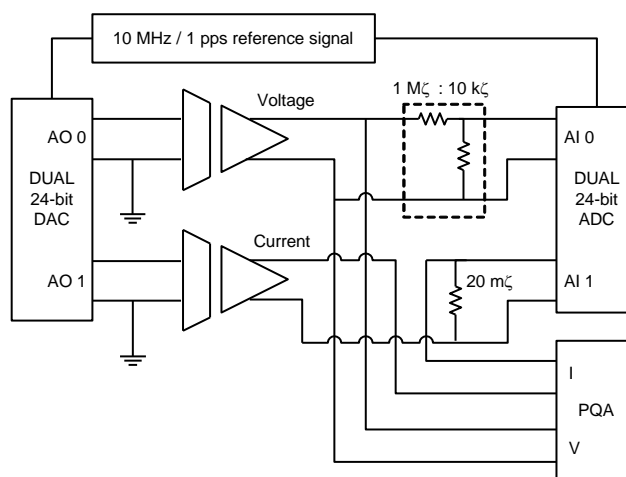 10 MHz / 1 pps reference signal
Voltage
1 Mζ : 10 kζ
AO 0
AI 0
DUAL
24-bit
DAC
DUAL
24-bit
ADC
Current
AO 1
20 mζ
AI 1
I
PQA
V